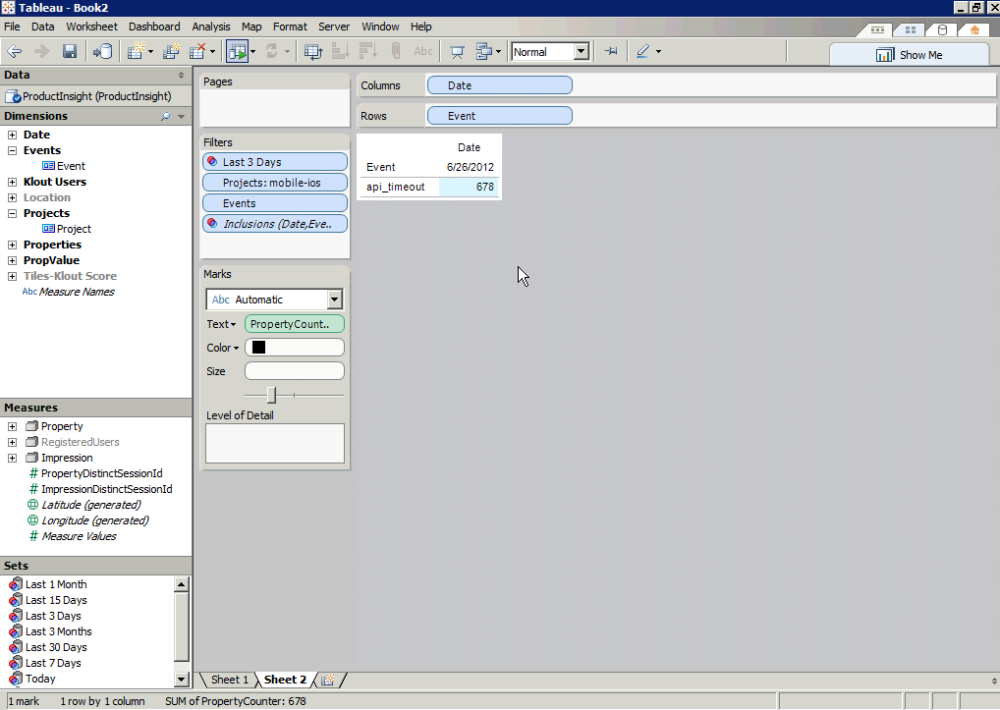 Tableau - Book2
File Data Worksheet Dashboard Analysis Map Format Server Window Help
Abc Normal Show Me
Data
ProductInsight (ProductInsight)
Dimensions
Date
Events
Event
Klout Users
Location
Projects
Project
Properties
PropValue
Tiles-Klout Score
Abc Measure Names
Measures
Property
RegisteredUsers
Impression
# PropertyDistinctSessionId
# ImpressionDistinctSessionId
Latitude (generated)
Longitude (generated)
# Measure Values
Sets
Last 1 Month
Last 15 Days
Last 3 Days
Last 3 Months
Last 30 Days
Last 7 Days
Today
Pages
Filters
Last 3 Days
Projects: mobile-ios
Events
Inclusions (Date,Eve..
Marks
Abc Automatic
Text PropertyCount..
Color
Size
Level of Detail
Columns Date
Rows Event
Date
Event 6/26/2012
api_timeout 678
Sheet 1 Sheet 2
1 mark 1 row by 1 column SUM of PropertyCounter: 678